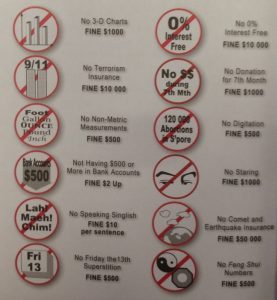 No 3-D Charts
FINE $1000
0%
Interest
Free
No 0%
Interest Free
FINE $10 000
9/11
No Terrorism
Insurance
FINE $10 000
No $$
during
7th Mth
No Donation
for 7th Month
FINE $1000
Foot
Gallon
OUNCE
Pound
Inch
No Non-Metric
Measurements
FINE $500
120 000
Abortions
in S'pore
No Digitation
FINE $500
Bank Accounts
$500
Not Having $500 or
More in Bank Accounts
FINE $2 Up
No Staring
FINE $1000
Lah!
Maeh!
Chim!
No Speaking Singlish
FINE $10
per sentence
No Comet and
Earthquake Insurance
FINE $50 000
Fri
13
No Friday the13th
Superstition
FINE $500
No Feng Shui
Numbers
FINE $500